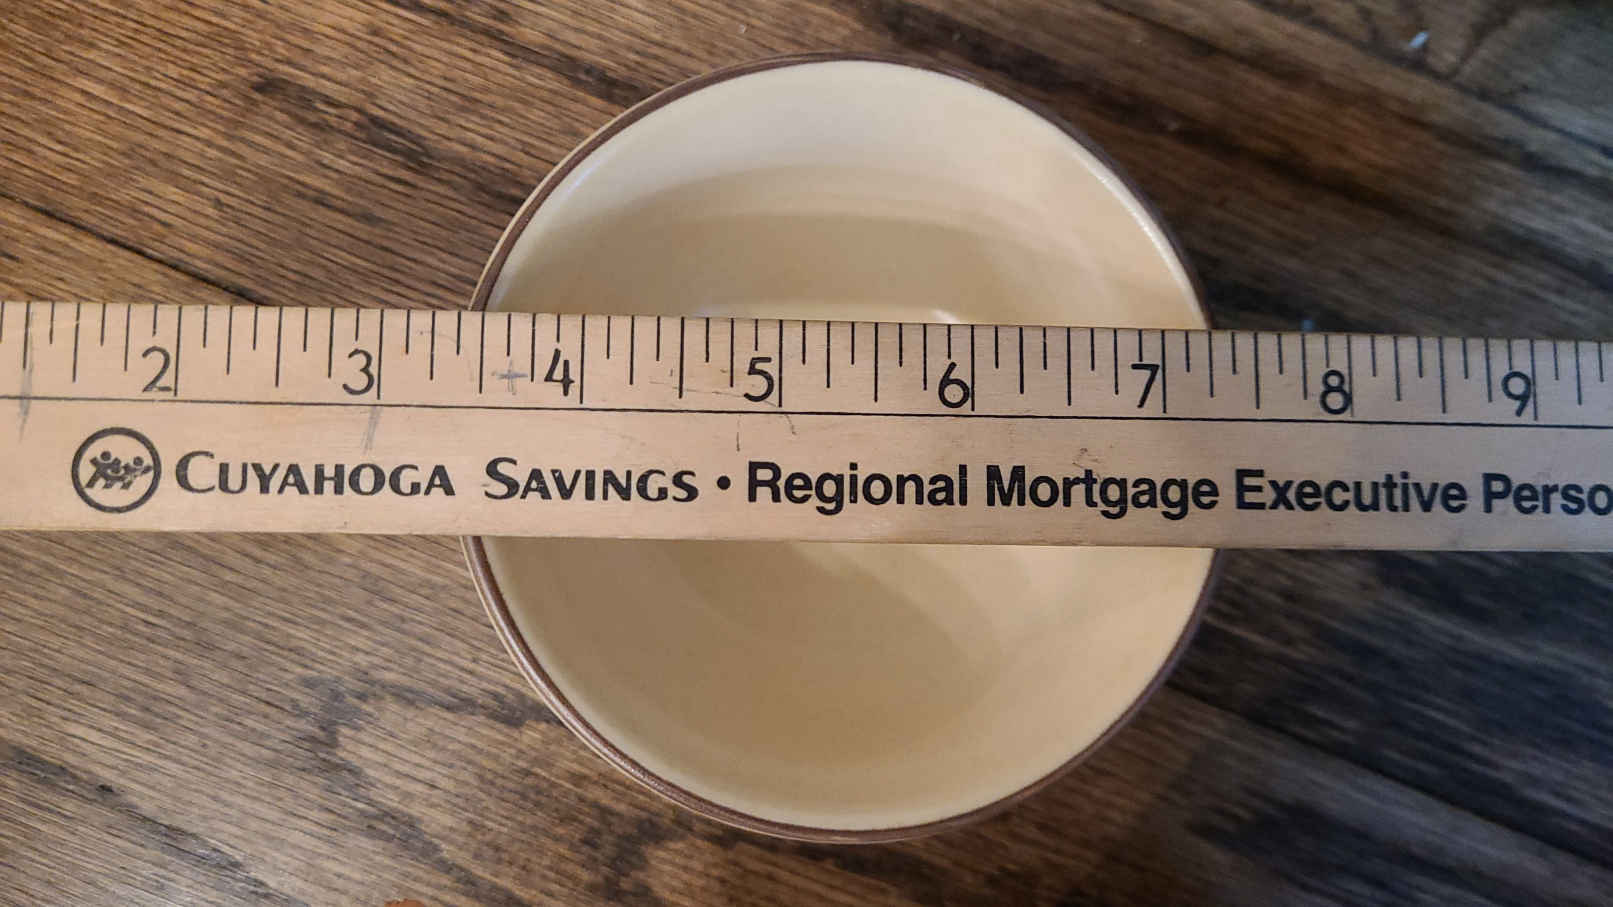 2 3 4 5 6 7 8 9
CUYAHOGA SAVINGS • Regional Mortgage Executive Perso